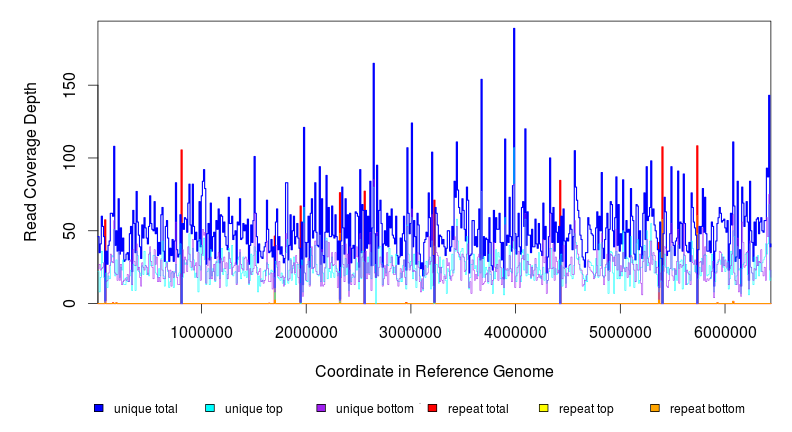 Read Coverage Depth
150
100
50
0
1000000 2000000 3000000 4000000 5000000 6000000
Coordinate in Reference Genome
unique total unique top unique bottom repeat total repeat top repeat bottom